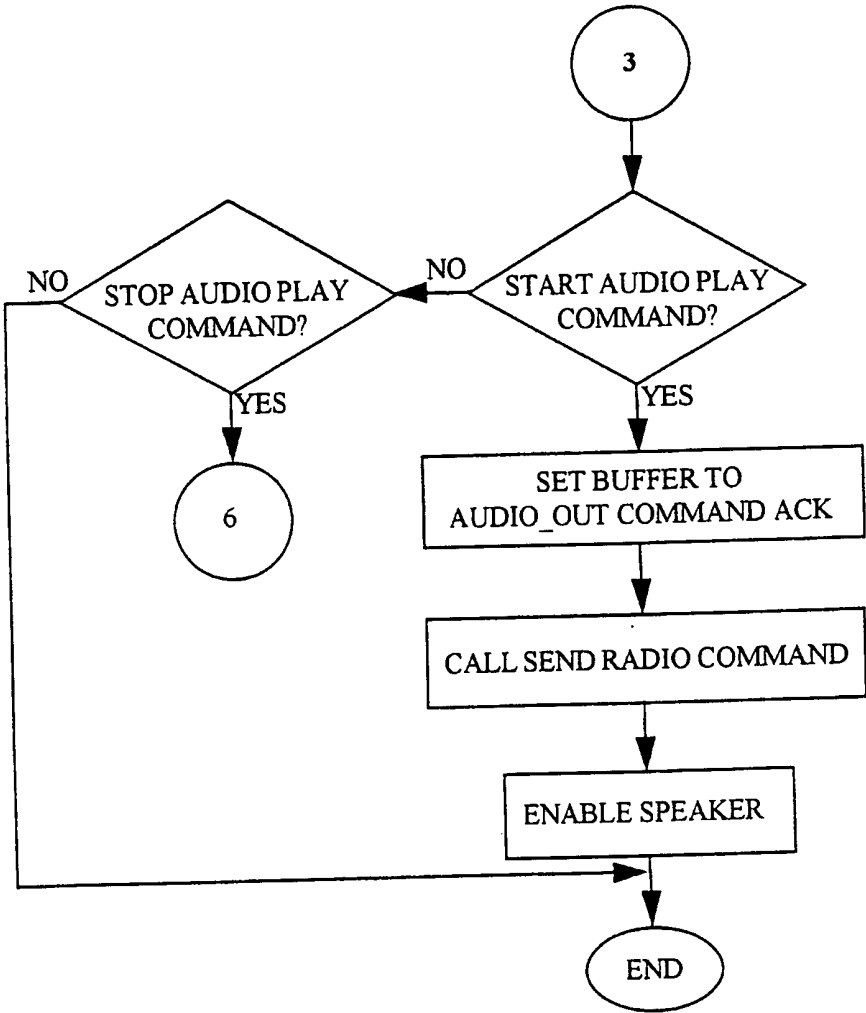 3
START AUDIO PLAY
COMMAND?
NO
YES
STOP AUDIO PLAY
COMMAND?
NO
YES
6
SET BUFFER TO
AUDIO_OUT COMMAND ACK
CALL SEND RADIO COMMAND
ENABLE SPEAKER
END